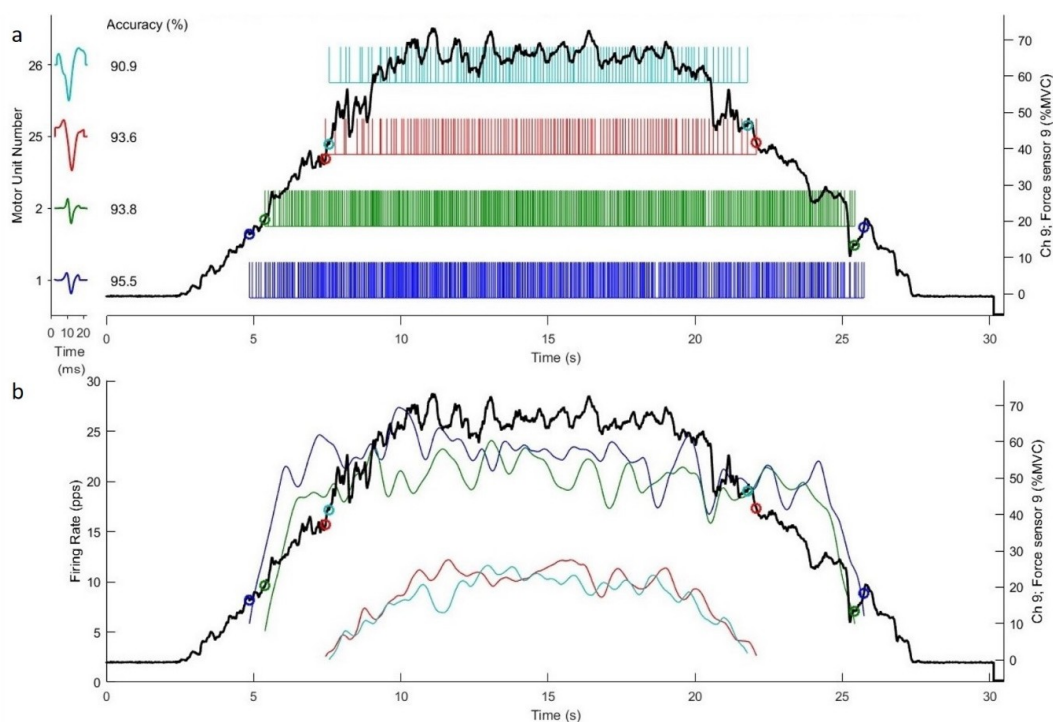 a
Accuracy (%)
26
90.9
25
93.6
2
93.8
1
95.5
Motor Unit Number
0 10 20
Time
(ms)
0 5 10 15 20 25 30
Time (s)
70
60
50
40
30
20
10
0
Ch 9; Force sensor 9 (%MVC)
b
30
25
20
15
10
5
0
Firing Rate (pps)
0 5 10 15 20 25 30
Time (s)
70
60
50
40
30
20
10
0
Ch 9; Force sensor 9 (%MVC)